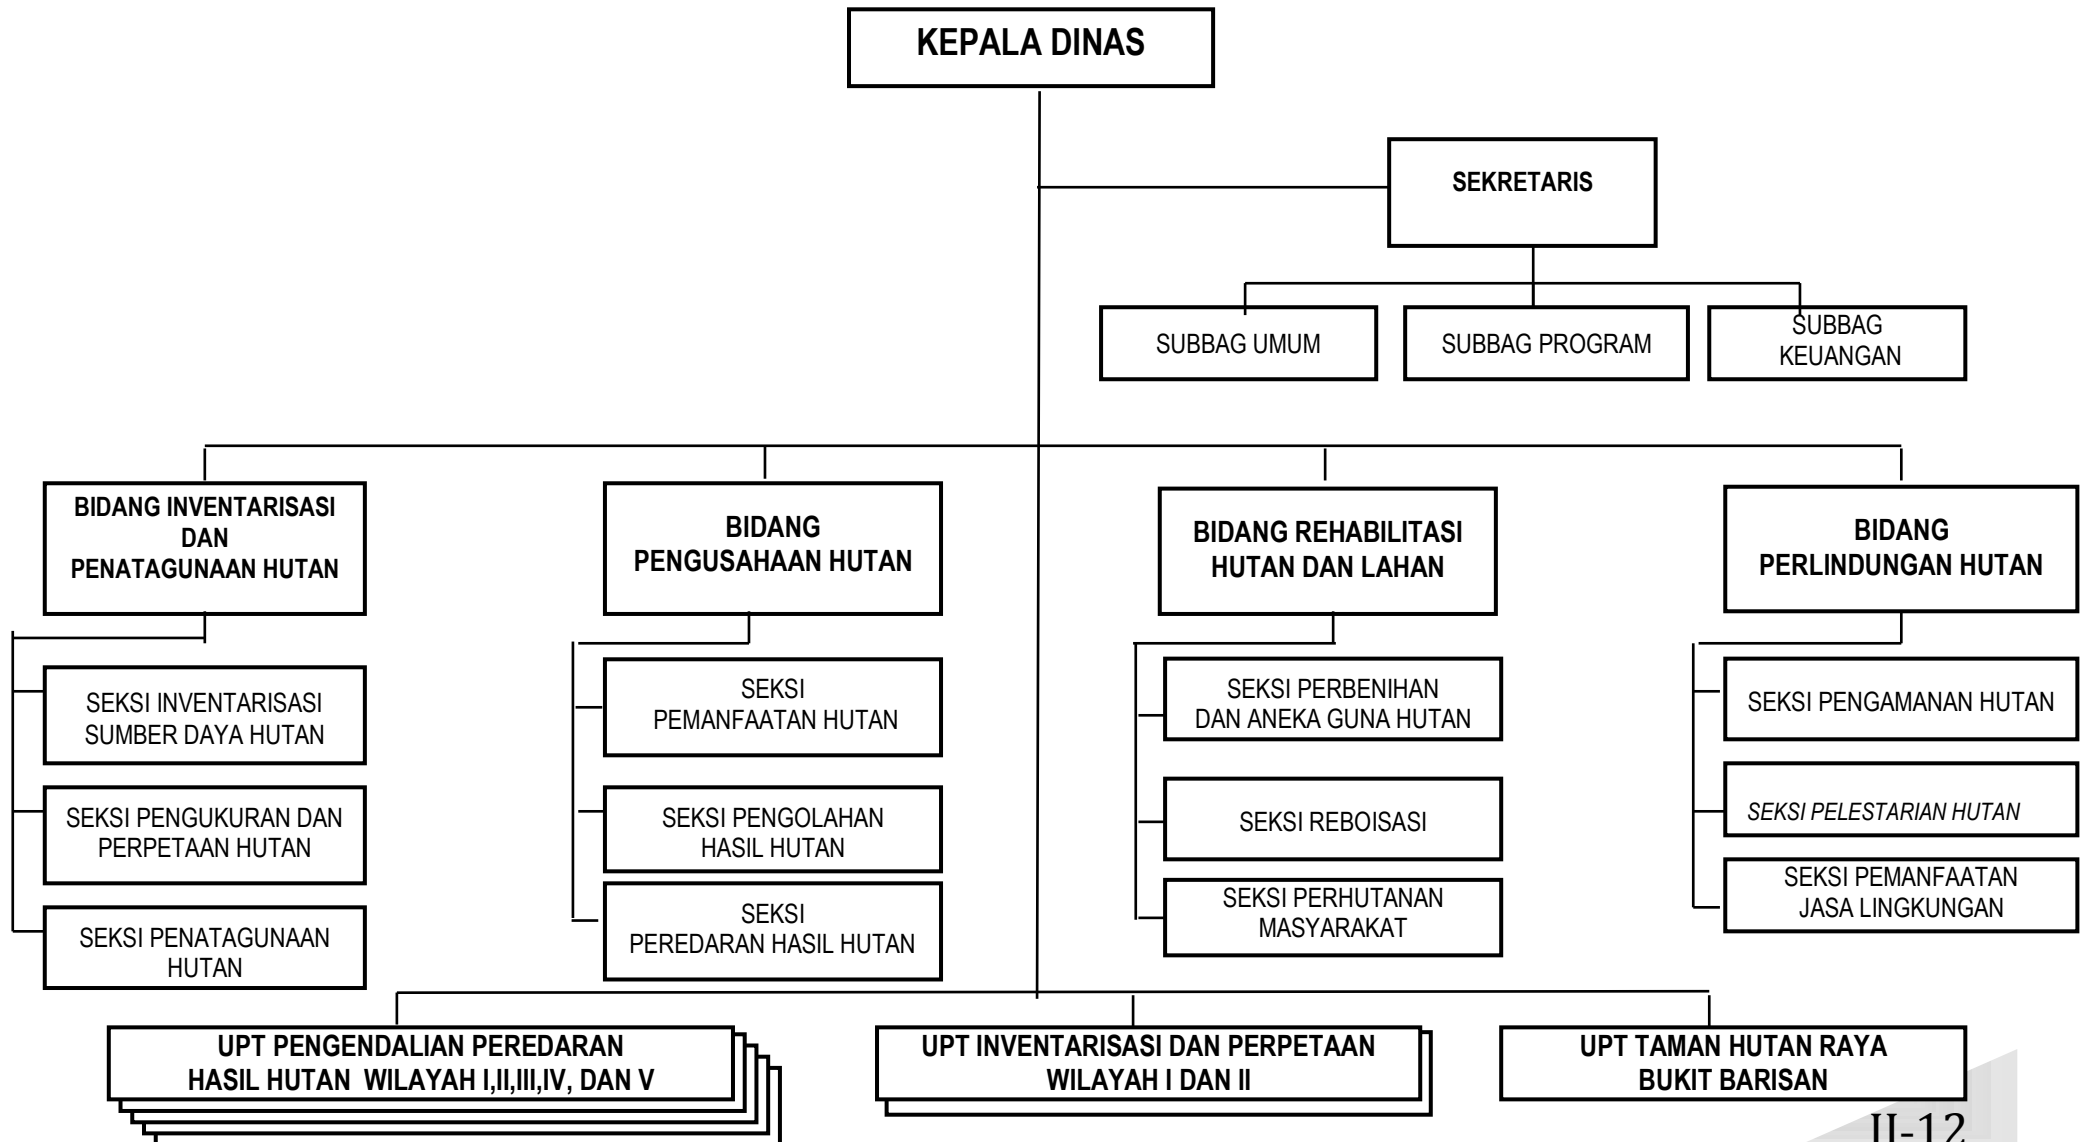 KEPALA DINAS
SEKRETARIS
SUBBAG UMUM
SUBBAG PROGRAM
SUBBAG
KEUANGAN
BIDANG INVENTARISASI
DAN
PENATAGUNAAN HUTAN
BIDANG
PENGUSAHAAN HUTAN
BIDANG REHABILITASI
HUTAN DAN LAHAN
BIDANG
PERLINDUNGAN HUTAN
SEKSI INVENTARISASI
SUMBER DAYA HUTAN
SEKSI PENGUKURAN DAN
PERPETAAN HUTAN
SEKSI PENATAGUNAAN
HUTAN
SEKSI
PEMANFAATAN HUTAN
SEKSI PENGOLAHAN
HASIL HUTAN
SEKSI
PEREDARAN HASIL HUTAN
SEKSI PERBENIHAN
DAN ANEKA GUNA HUTAN
SEKSI REBOISASI
SEKSI PERHUTANAN
MASYARAKAT
SEKSI PENGAMANAN HUTAN
SEKSI PELESTARIAN HUTAN
SEKSI PEMANFAATAN
JASA LINGKUNGAN
UPT PENGENDALIAN PEREDARAN
HASIL HUTAN WILAYAH I,II,III,IV, DAN V
UPT INVENTARISASI DAN PERPETAAN
WILAYAH I DAN II
UPT TAMAN HUTAN RAYA
BUKIT BARISAN
II-12